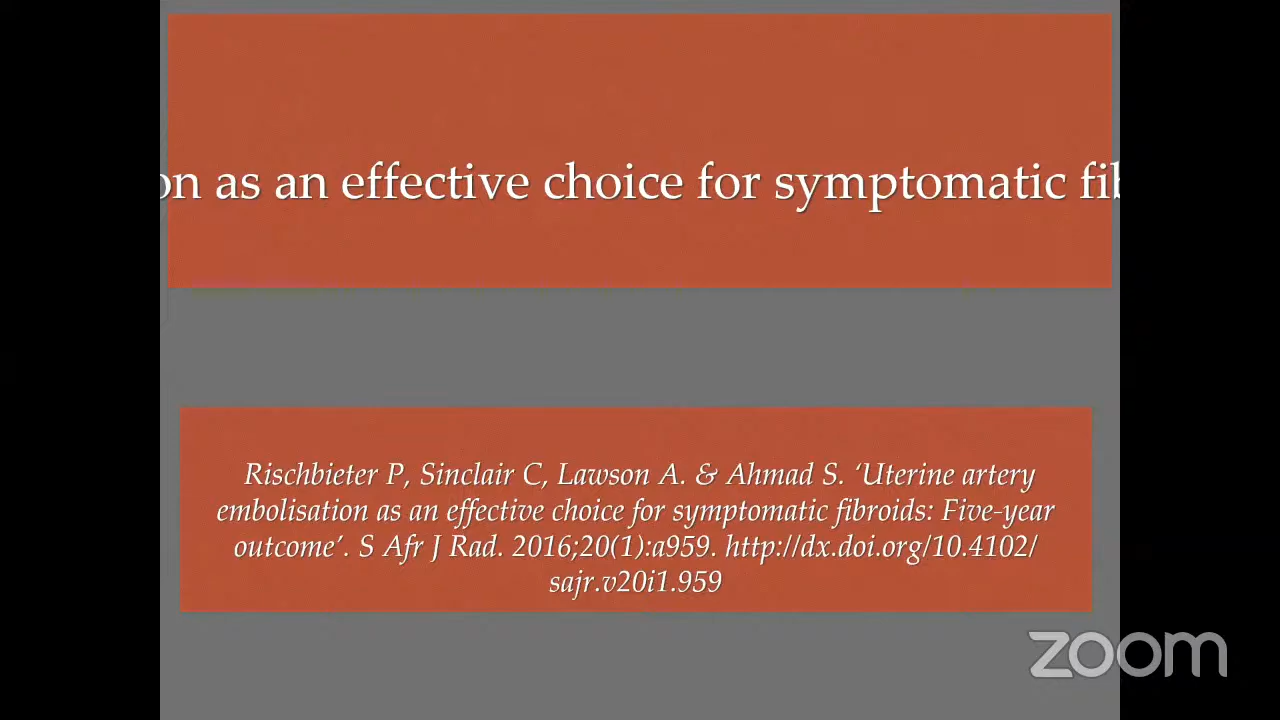 on as an effective choice for symptomatic fib
Rischbieter P, Sinclair C, Lawson A. & Ahmad S. ‘Uterine artery
embolisation as an effective choice for symptomatic fibroids: Five-year
outcome’. S Afr J Rad. 2016;20(1):a959. http://dx.doi.org/10.4102/
sajr.v20i1.959
zoom